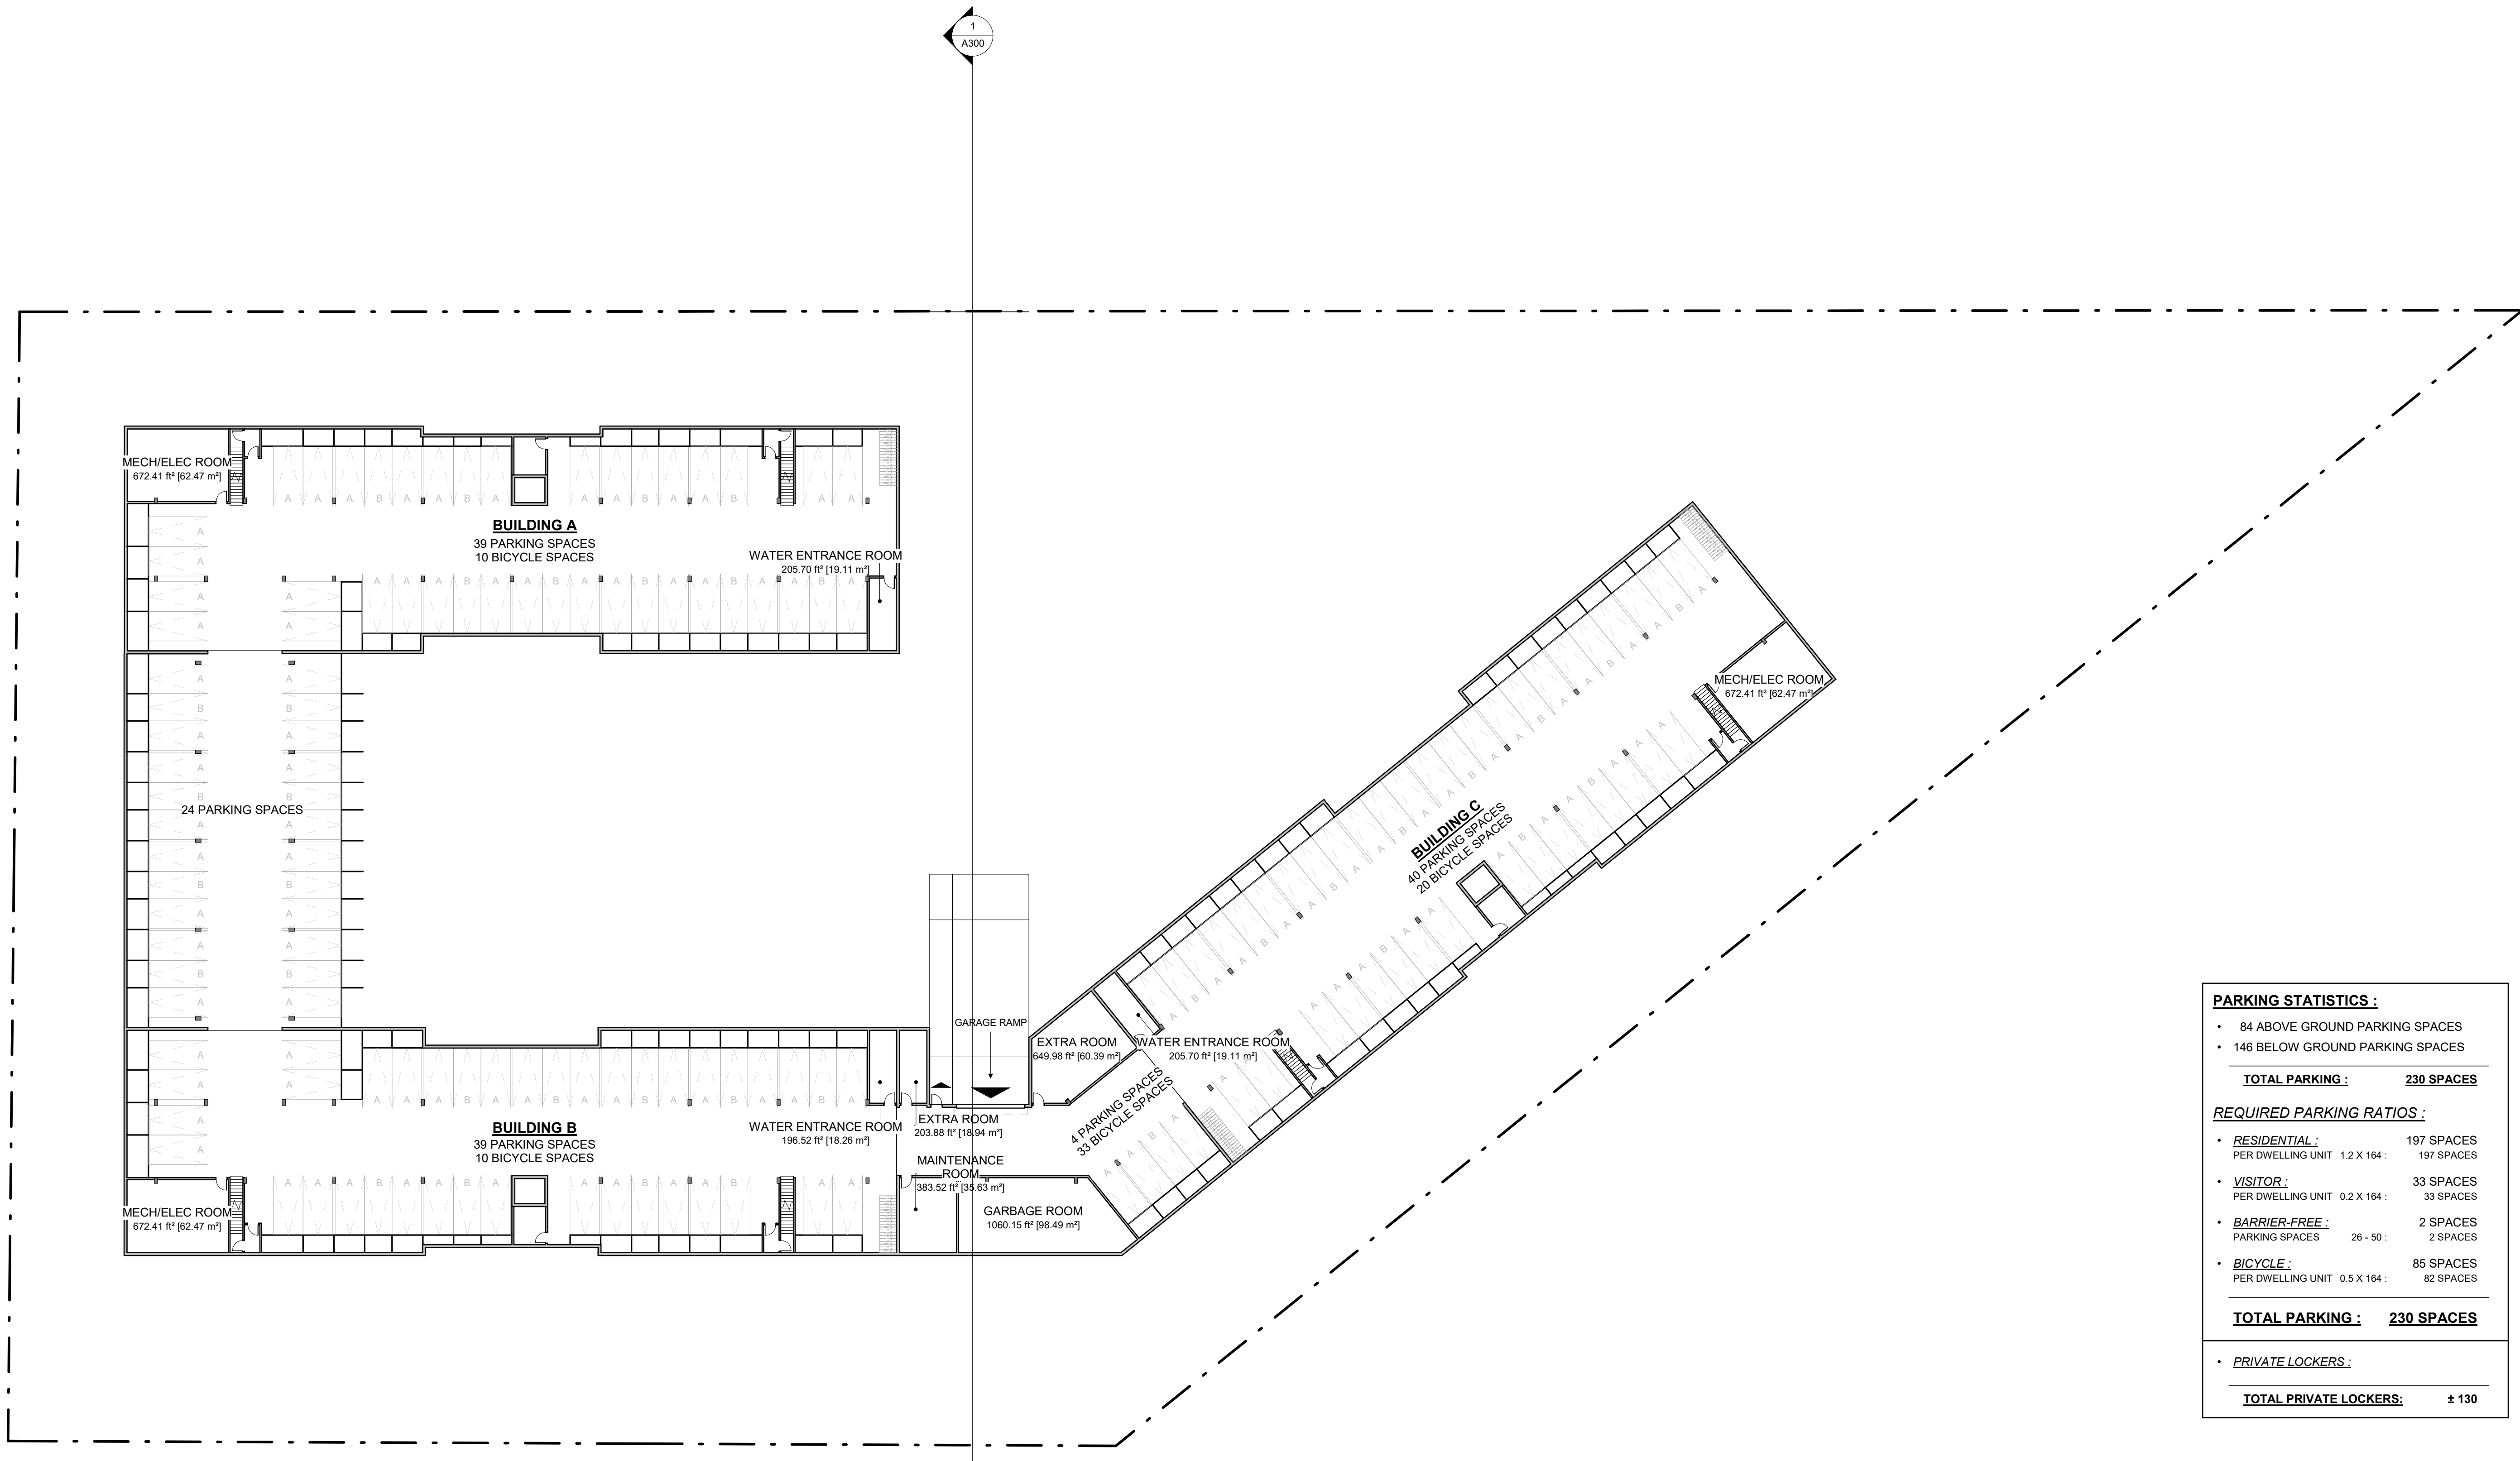 1
A300
MECH/ELEC ROOM
672.41 ft² [62.47 m²]
A A A B A A B A A A B A A B A A
BUILDING A
39 PARKING SPACES
10 BICYCLE SPACES
WATER ENTRANCE ROOM
205.70 ft² [19.11 m²]
A A A B A A B A A A B A A B A B A
A
A
A A
A A
A A
B B
A A
A A
B B
24 PARKING SPACES
A A
A A
B B
A A
A A
B B
A A
MECH/ELEC ROOM
672.41 ft² [62.47 m²]
BUILDING C
40 PARKING SPACES
20 BICYCLE SPACES
GARAGE RAMP
EXTRA ROOM
649.98 ft² [60.39 m²]
WATER ENTRANCE ROOM
205.70 ft² [19.11 m²]
4 PARKING SPACES
33 BICYCLE SPACES
A A
A A
A
A
A A A B A A B A A A B A A B A B A
BUILDING B
39 PARKING SPACES
10 BICYCLE SPACES
WATER ENTRANCE ROOM
196.52 ft² [18.26 m²]
EXTRA ROOM
203.88 ft² [18.94 m²]
MAINTENANCE
ROOM
383.52 ft² [35.63 m²]
GARBAGE ROOM
1060.15 ft² [98.49 m²]
MECH/ELEC ROOM
672.41 ft² [62.47 m²]
A A A B A A B A A A B A A B A A
PARKING STATISTICS :
• 84 ABOVE GROUND PARKING SPACES
• 146 BELOW GROUND PARKING SPACES
TOTAL PARKING : 230 SPACES
REQUIRED PARKING RATIOS :
• RESIDENTIAL : 197 SPACES
PER DWELLING UNIT 1.2 X 164 : 197 SPACES
• VISITOR : 33 SPACES
PER DWELLING UNIT 0.2 X 164 : 33 SPACES
• BARRIER-FREE : 2 SPACES
PARKING SPACES 26 - 50 : 2 SPACES
• BICYCLE : 85 SPACES
PER DWELLING UNIT 0.5 X 164 : 82 SPACES
TOTAL PARKING : 230 SPACES
• PRIVATE LOCKERS :
TOTAL PRIVATE LOCKERS: ± 130